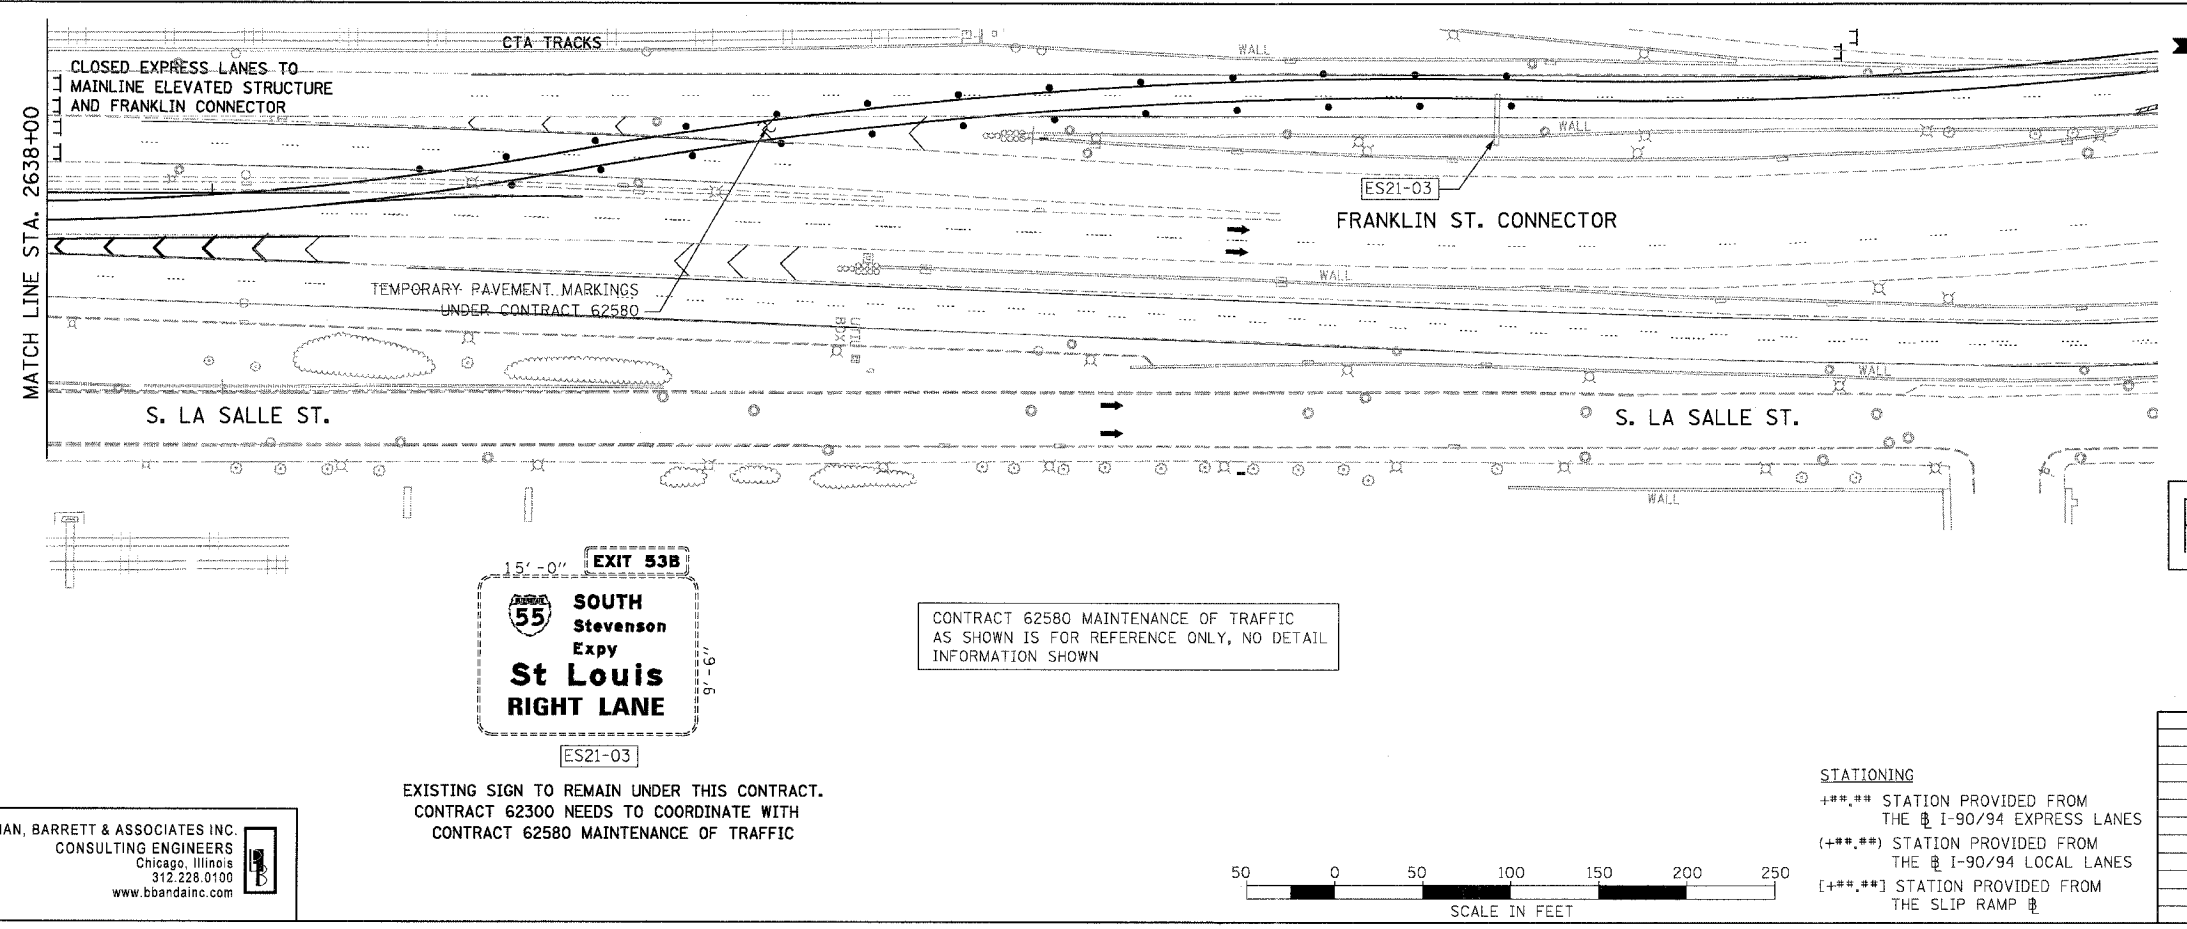 CTA TRACKS
WALL
CLOSED EXPRESS LANES TO
MAINLINE ELEVATED STRUCTURE
AND FRANKLIN CONNECTOR
MATCH LINE STA. 2638+00
WALL
ES21-03
FRANKLIN ST. CONNECTOR
WALL
TEMPORARY PAVEMENT MARKINGS
UNDER CONTRACT 62580
UTIL
BOX
WALL
S. LA SALLE ST.
S. LA SALLE ST.
WALL
15'-0"
EXIT 53B
INTERSTATE
55
SOUTH
Stevenson
Expy
St Louis
RIGHT LANE
9'-9"
ES21-03
EXISTING SIGN TO REMAIN UNDER THIS CONTRACT.
CONTRACT 62300 NEEDS TO COORDINATE WITH
CONTRACT 62580 MAINTENANCE OF TRAFFIC
CONTRACT 62580 MAINTENANCE OF TRAFFIC
AS SHOWN IS FOR REFERENCE ONLY, NO DETAIL
INFORMATION SHOWN
STATIONING
+##.## STATION PROVIDED FROM
THE ℄ I-90/94 EXPRESS LANES
(+##.##) STATION PROVIDED FROM
THE ℄ I-90/94 LOCAL LANES
[+##.##] STATION PROVIDED FROM
THE SLIP RAMP ℄
BARRETT & ASSOCIATES INC.
CONSULTING ENGINEERS
Chicago, Illinois
312.228.0100
www.bbandainc.com
50 0 50 100 150 200 250
SCALE IN FEET